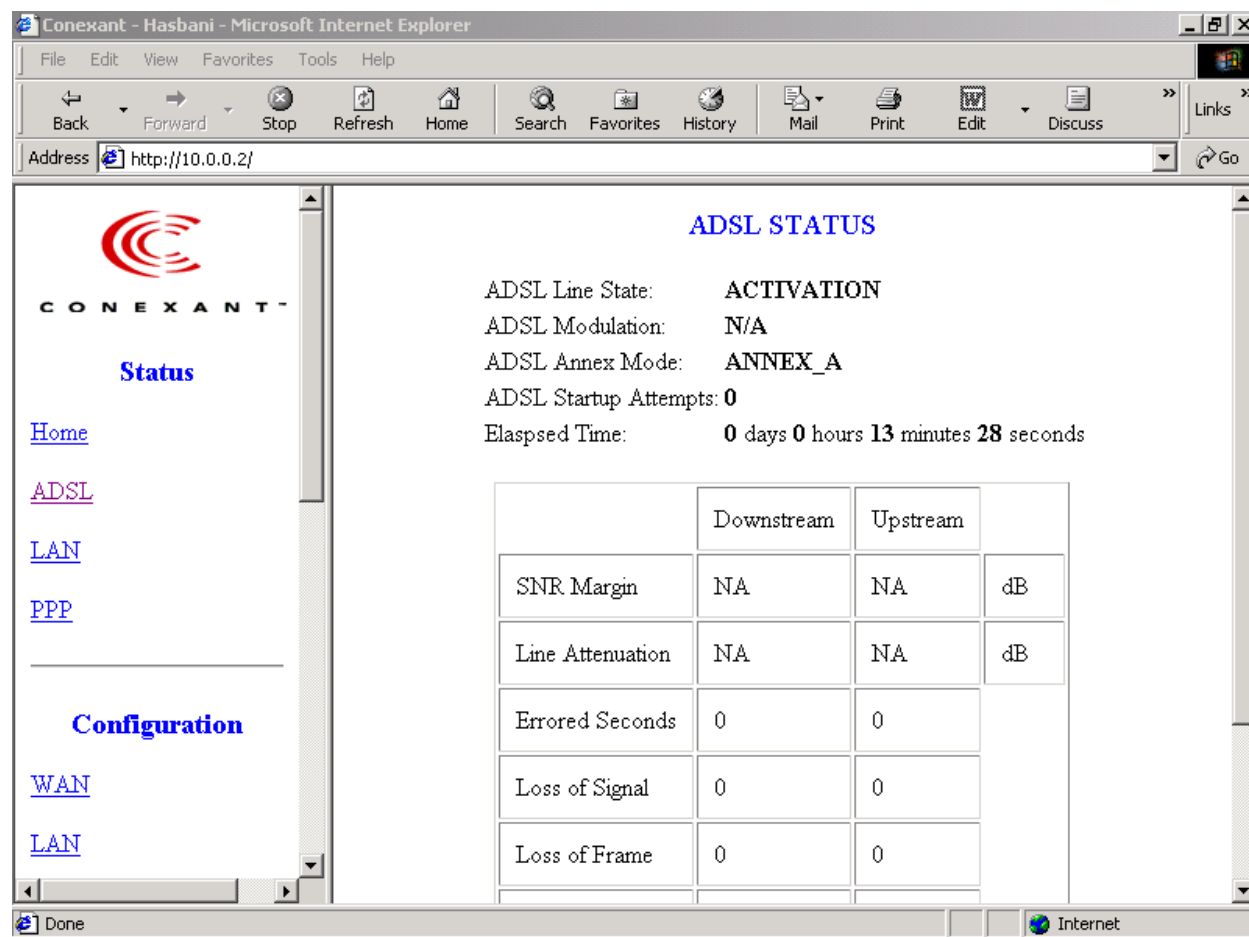 Conexant - Hasbani - Microsoft Internet Explorer
File Edit View Favorites Tools Help
Back Forward Stop Refresh Home Search Favorites History Mail Print Edit Discuss » Links »
Address http://10.0.0.2/ Go
CONEXANT™
Status
Home
ADSL
LAN
PPP
Configuration
WAN
LAN
ADSL STATUS
ADSL Line State: ACTIVATION
ADSL Modulation: N/A
ADSL Annex Mode: ANNEX_A
ADSL Startup Attempts: 0
Elaspsed Time: 0 days 0 hours 13 minutes 28 seconds
Downstream Upstream
SNR Margin NA NA dB
Line Attenuation NA NA dB
Errored Seconds 0 0
Loss of Signal 0 0
Loss of Frame 0 0
Done Internet